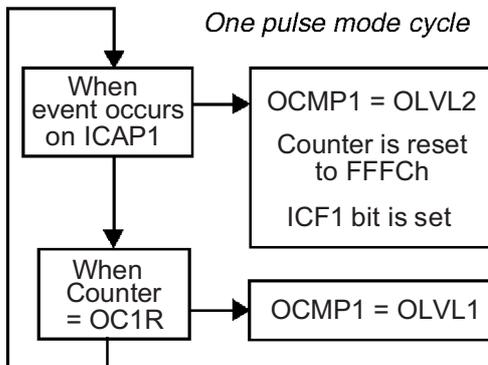 One pulse mode cycle
When
event occurs
on ICAP1
OCMP1 = OLVL2
Counter is reset
to FFFCh
ICF1 bit is set
When
Counter
= OC1R
OCMP1 = OLVL1